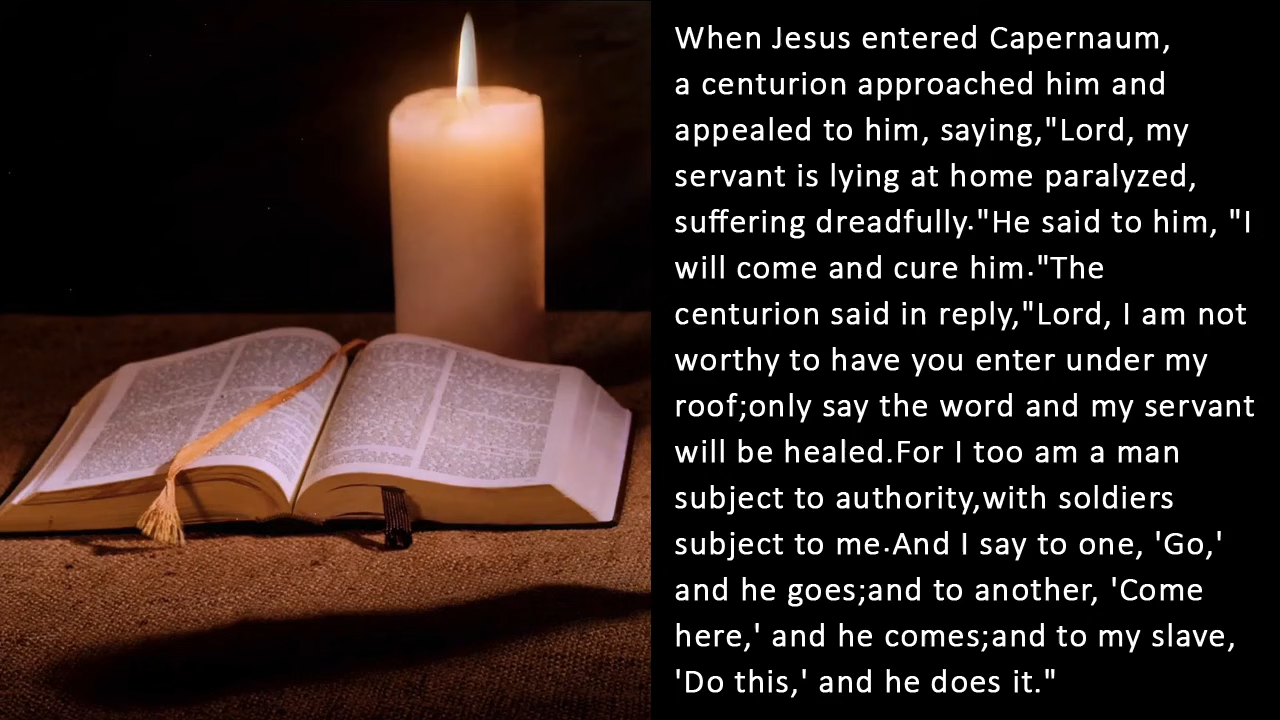 When Jesus entered Capernaum,
a centurion approached him and
appealed to him, saying,"Lord, my
servant is lying at home paralyzed,
suffering dreadfully."He said to him, "I
will come and cure him."The
centurion said in reply,"Lord, I am not
worthy to have you enter under my
roof;only say the word and my servant
will be healed.For I too am a man
subject to authority,with soldiers
subject to me.And I say to one, 'Go,'
and he goes;and to another, 'Come
here,' and he comes;and to my slave,
'Do this,' and he does it."